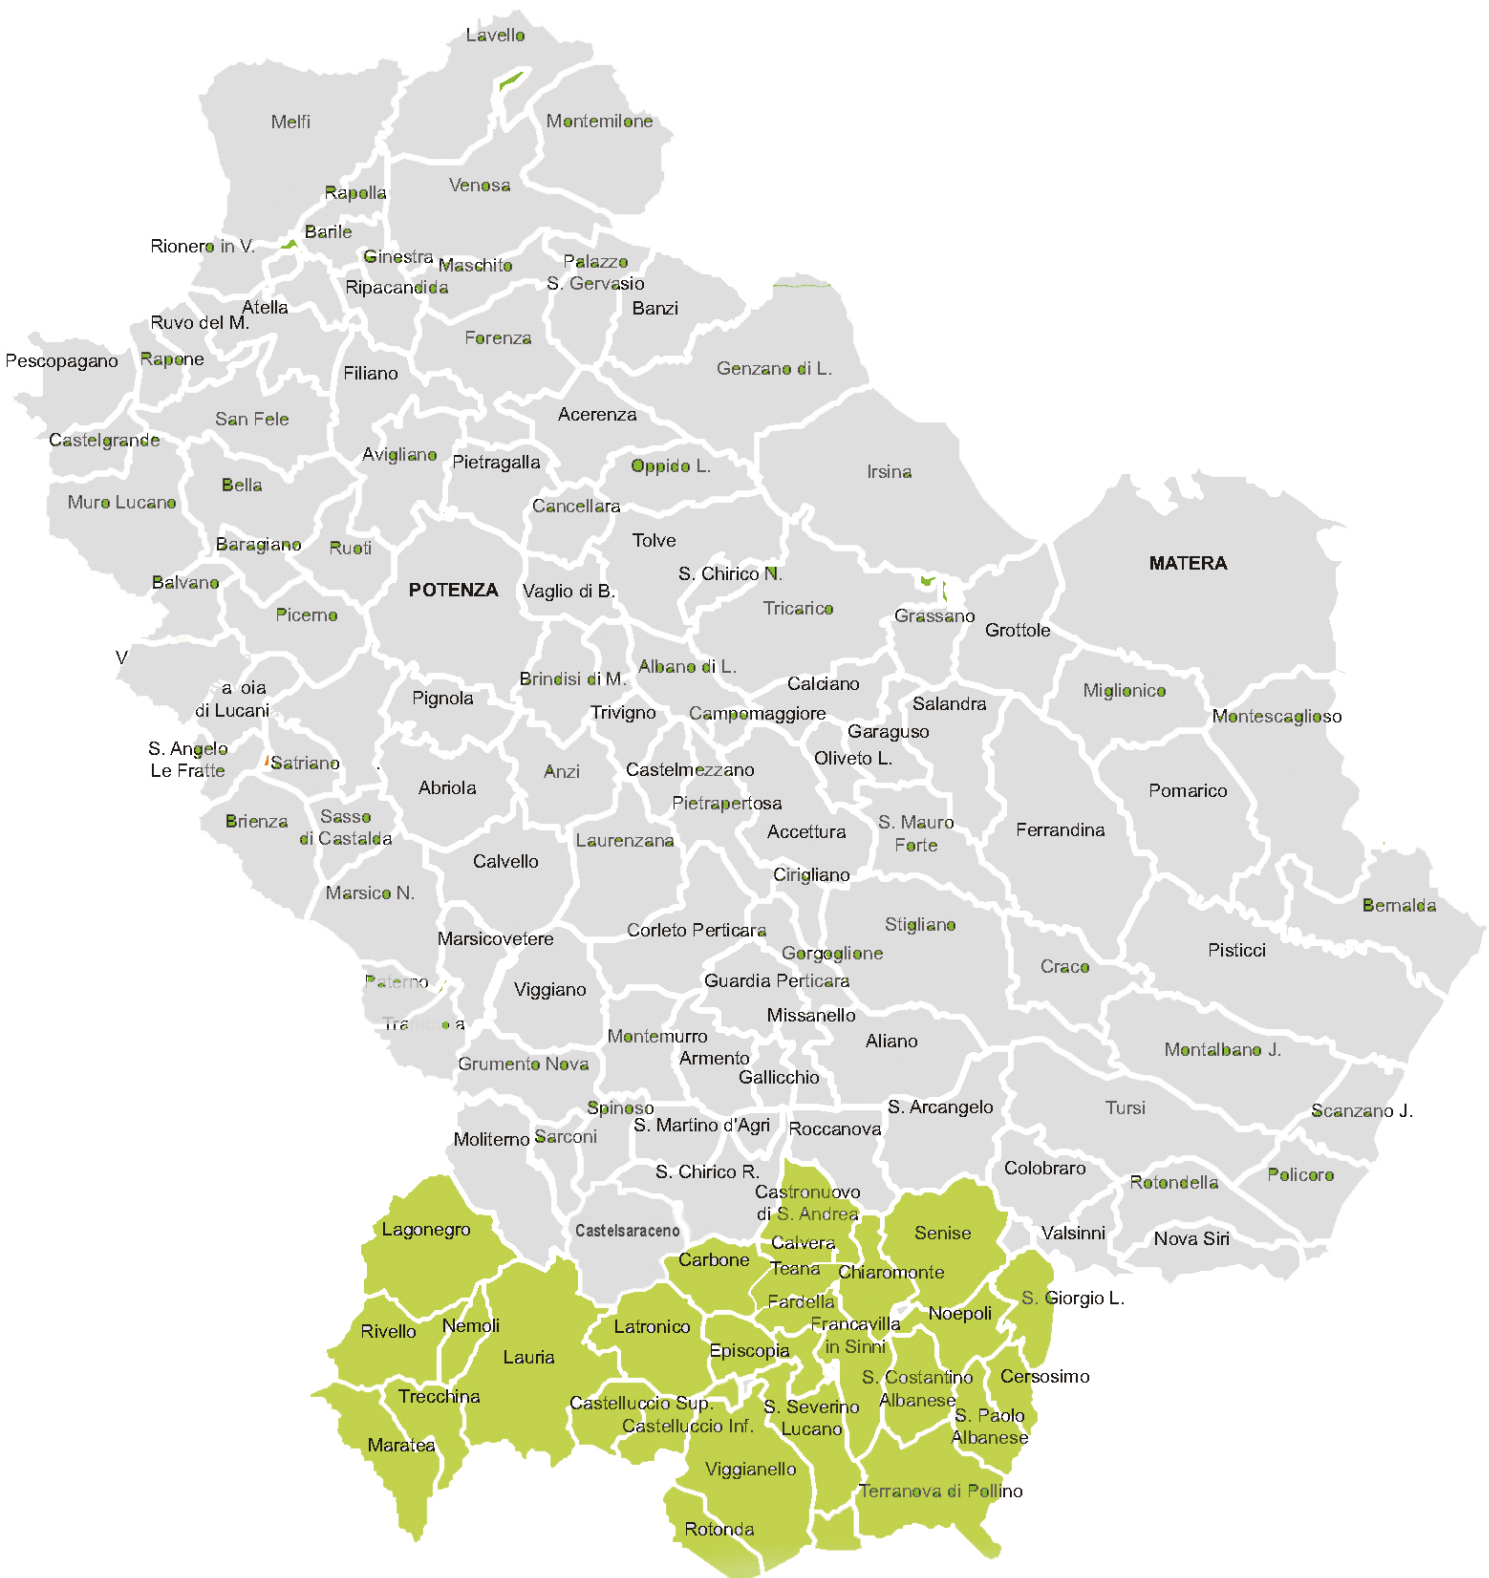 Lavello
Melfi
Montemilone
Venosa
Rapolla
Barile
Rionero in V.
Ginestra
Maschito
Palazzo
S. Gervasio
Ripacandida
Atella
Banzi
Ruvo del M.
Forenza
Pescopagano
Rapone
Filiano
Genzano di L.
Acerenza
San Fele
Castelgrande
Avigliano
Pietragalla
Oppido L.
Irsina
Bella
Muro Lucano
Cancellara
Tolve
Baragiano
Ruoti
MATERA
S. Chirico N.
Balvano
POTENZA
Vaglio di B.
Tricarico
Picerno
Grassano
Grottole
V
Albano di L.
Brindisi di M.
Calciano
a oia
di Lucani
Pignola
Miglionico
Salandra
Trivigno
Campomaggiore
Montescaglioso
Garaguso
S. Angelo
Le Fratte
Oliveto L.
Satriano
Anzi
Castelmezzano
Abriola
Pomarico
Pietrapertosa
Brienza
Sasso
di Castalda
Accettura
S. Mauro
Forte
Ferrandina
Laurenzana
Calvello
Cirigliano
Marsico N.
Bernalda
Stigliano
Corleto Perticara
Marsicovetere
Gorgoglione
Pisticci
Craco
Paterno
Guardia Perticara
Viggiano
Missanello
Tra a
Montemurro
Aliano
Montalbano J.
Armento
Grumento Nova
Gallicchio
Spinoso
S. Arcangelo
Tursi
Scanzano J.
S. Martino d'Agri
Roccanova
Moliterno
Sarconi
S. Chirico R.
Colobraro
Rotondella
Policoro
Castronuovo
di S. Andrea
Lagonegro
Castelsaraceno
Senise
Valsinni
Nova Siri
Calvera
Carbone
Teana
Chiaromonte
Fardella
S. Giorgio L.
Noepoli
Francavilla
in Sinni
Rivello
Nemoli
Latronico
Episcopia
Lauria
S. Costantino
Albanese
Cersosimo
Trecchina
Castelluccio Sup.
Castelluccio Inf.
S. Severino
Lucano
S. Paolo
Albanese
Maratea
Viggianello
Terranova di Pollino
Rotonda